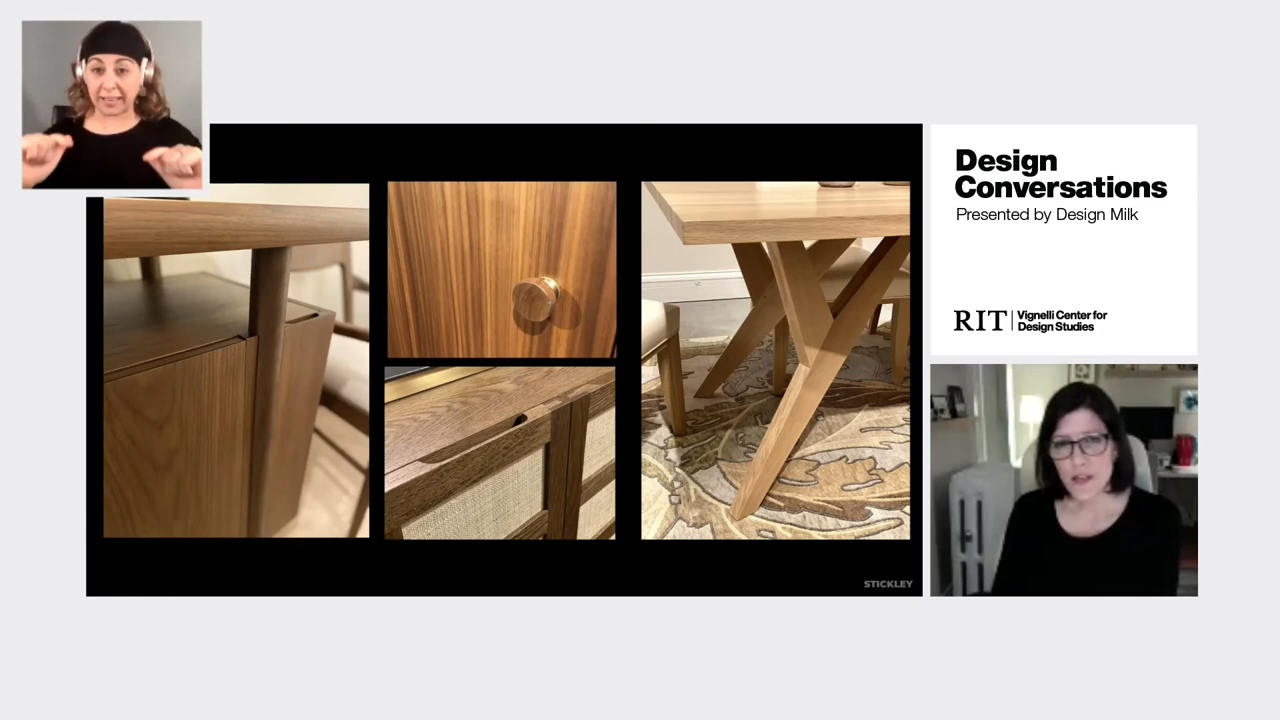 Design
Conversations
Presented by Design Milk
RIT
Vignelli Center for
Design Studies
STICKLEY